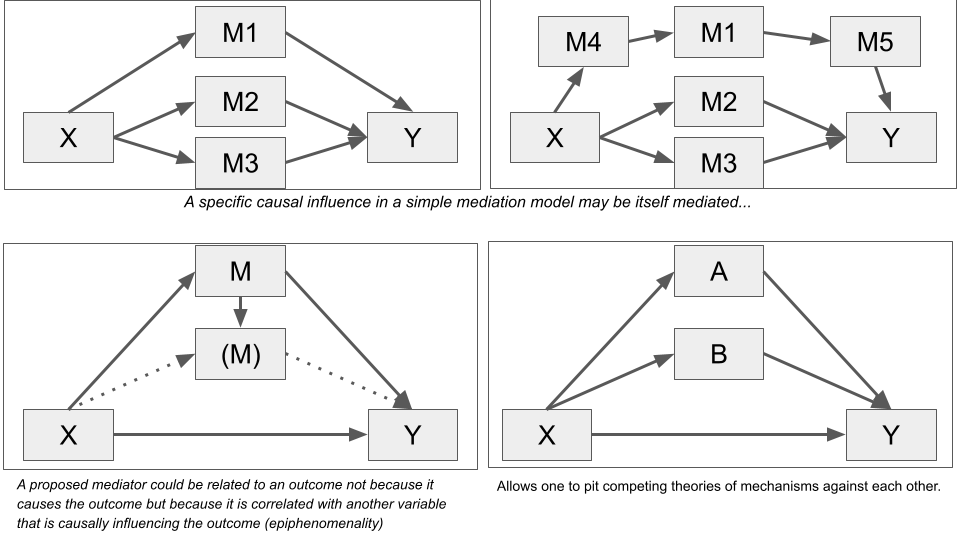 M1
M2
X
Y
M3
M4
M1
M5
M2
X
Y
M3
A specific causal influence in a simple mediation model may be itself mediated...
M
(M)
X
Y
A
B
X
Y
A proposed mediator could be related to an outcome not because it
causes the outcome but because it is correlated with another variable
that is causally influencing the outcome (epiphenomenality)
Allows one to pit competing theories of mechanisms against each other.